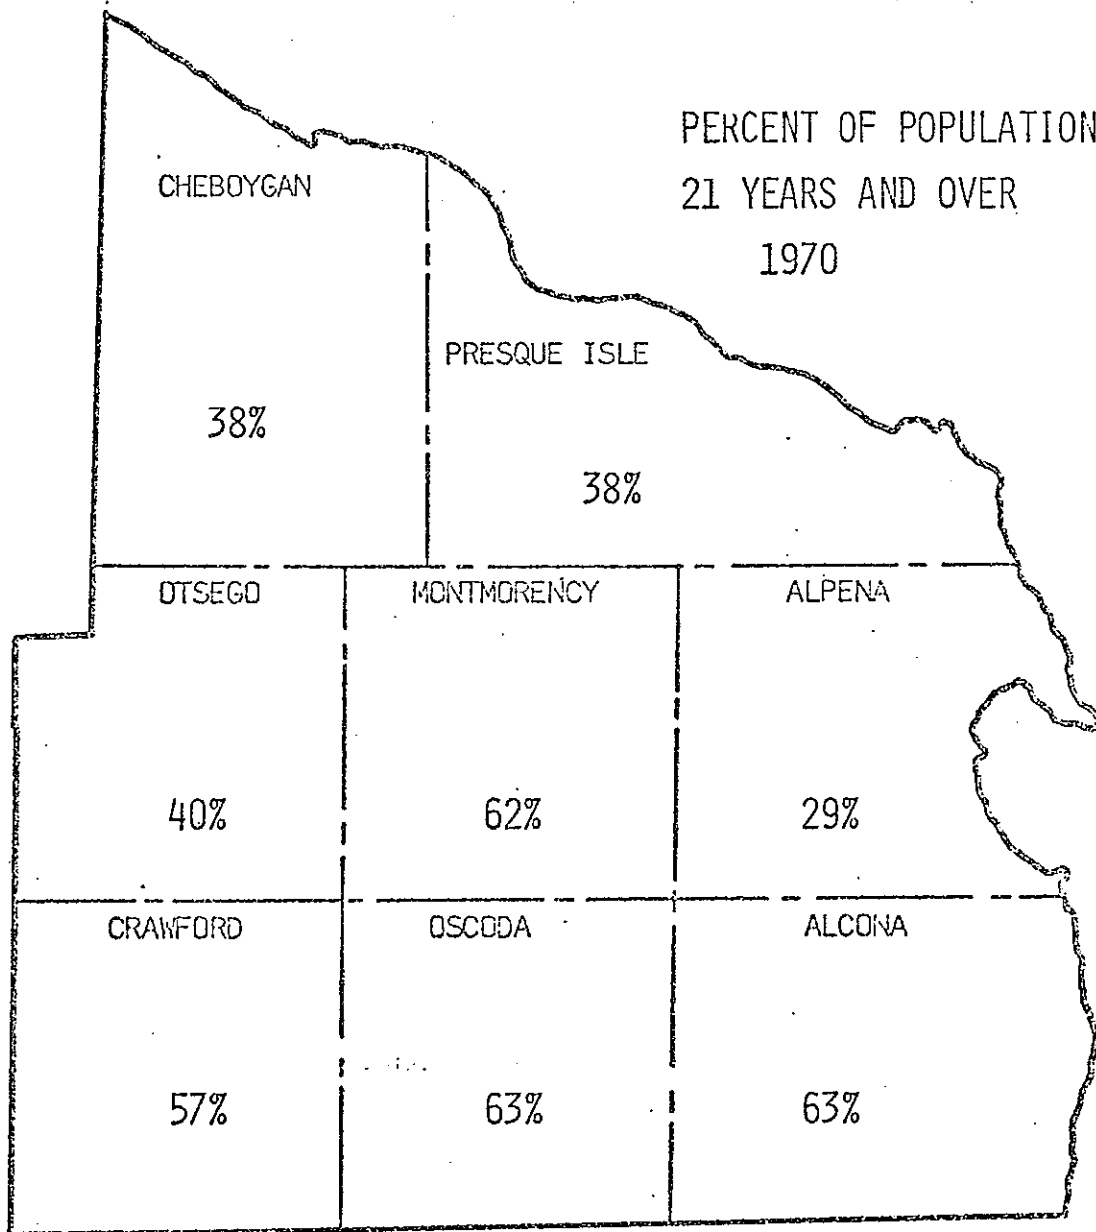 PERCENT OF POPULATION
21 YEARS AND OVER
1970
CHEBOYGAN
PRESQUE ISLE
38%
38%
OTSEGO MONTMORENCY ALPENA
40% 62% 29%
CRAWFORD OSCODA ALCONA
57% 63% 63%